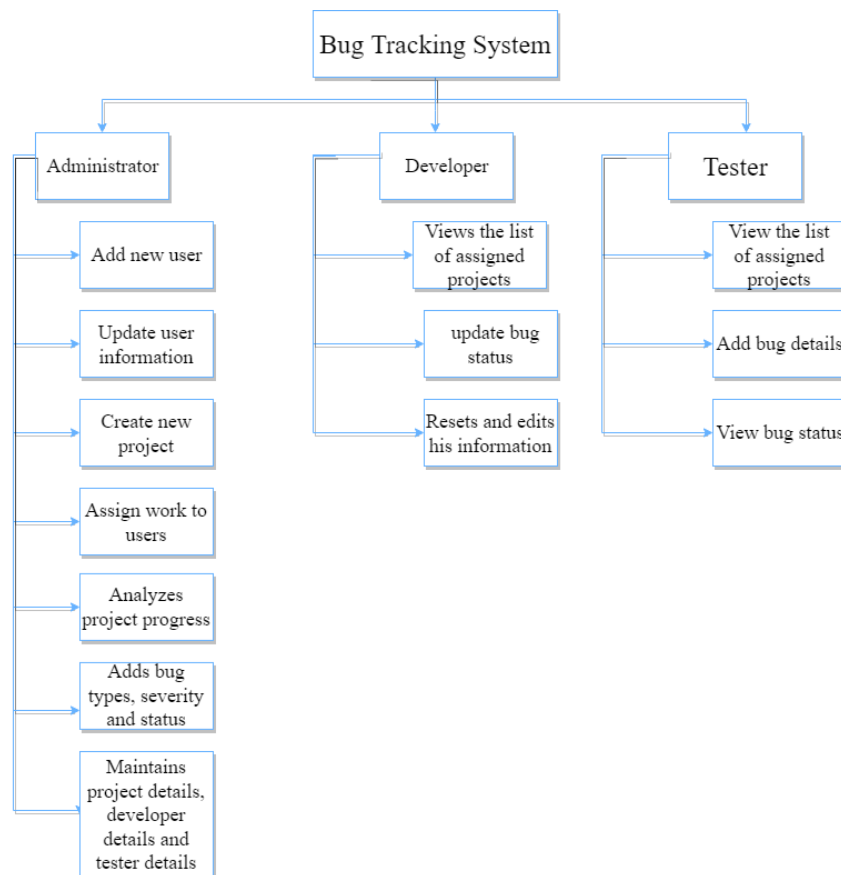 Bug Tracking System
Administrator
Developer
Tester
Add new user
Update user
information
Create new
project
Assign work to
users
Analyzes
project progress
Adds bug
types, severity
and status
Maintains
project details,
developer
details and
tester details
Views the list
of assigned
projects
update bug
status
Resets and edits
his information
View the list
of assigned
projects
Add bug details
View bug status